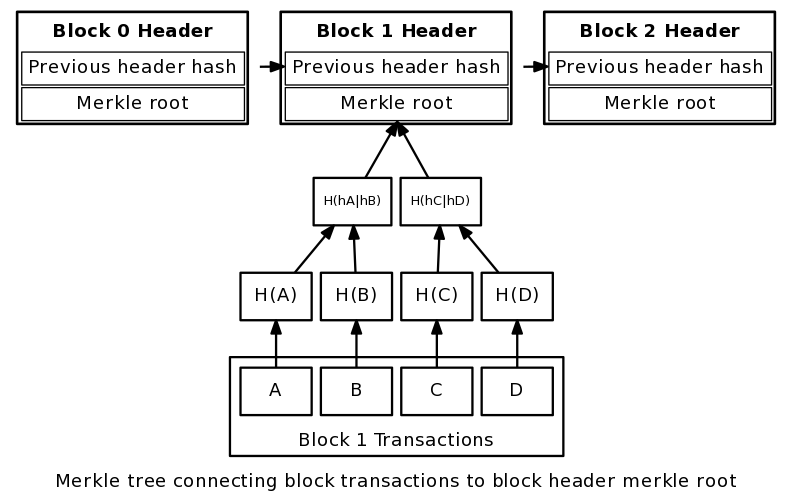 Block 0 Header
Block 1 Header
Block 2 Header
Previous header hash
Previous header hash
Previous header hash
Merkle root
Merkle root
Merkle root
H(hA|hB)
H(hC|hD)
H(A)
H(B)
H(C)
H(D)
A
B
C
D
Block 1 Transactions
Merkle tree connecting block transactions to block header merkle root